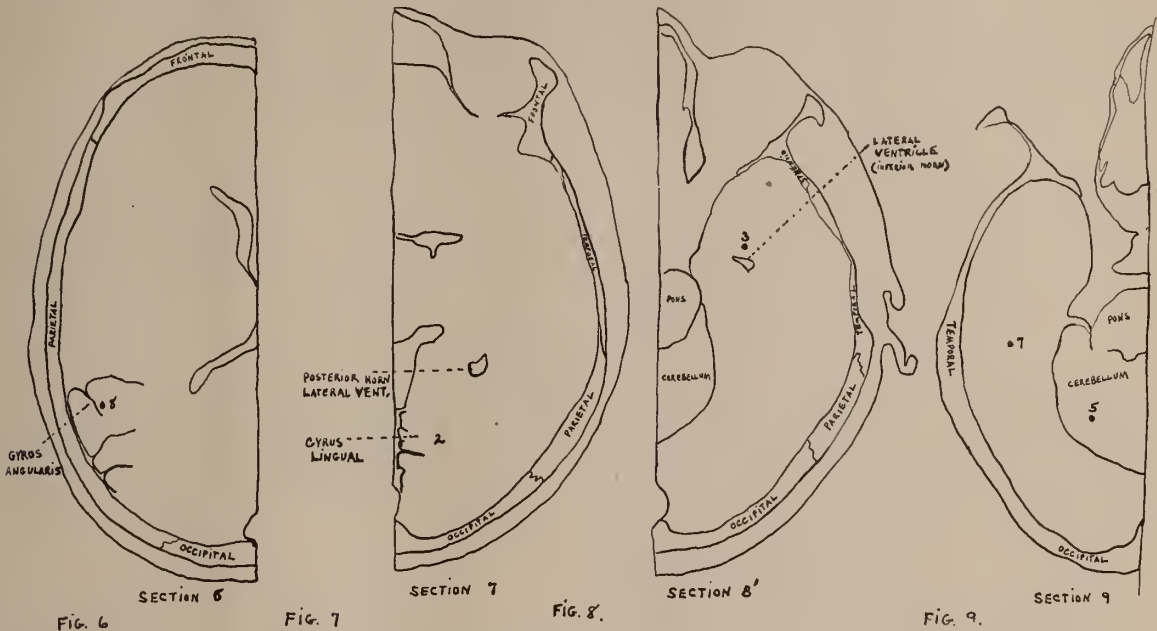 FRONTAL
PARIETAL
8
GYRUS
ANGULARIS
OCCIPITAL
SECTION 6
FIG. 6
FIG. 7
FRONTAL
TEMPORAL
POSTERIOR HORN
LATERAL VENT.
GYRUS
LINGUAL
2
PARIETAL
OCCIPITAL
SECTION 7
FIG. 8.
LATERAL
VENTRICLE
(INFERIOR HORN)
3
PONS
TEMPORAL
CEREBELLUM
PARIETAL
OCCIPITAL
SECTION 8'
TEMPORAL
7
PONS
CEREBELLUM
5
OCCIPITAL
SECTION 9
FIG. 9.